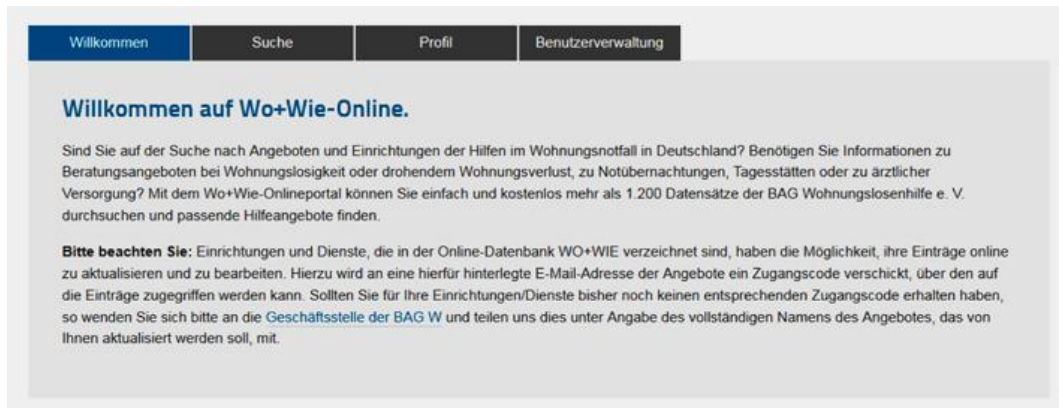 Willkommen Suche Profil Benutzerverwaltung
Willkommen auf Wo+Wie-Online.
Sind Sie auf der Suche nach Angeboten und Einrichtungen der Hilfen im Wohnungsnotfall in Deutschland? Benötigen Sie Informationen zu
Beratungsangeboten bei Wohnungslosigkeit oder drohendem Wohnungsverlust, zu Notübernachtungen, Tagesstätten oder zu ärztlicher
Versorgung? Mit dem Wo+Wie-Onlineportal können Sie einfach und kostenlos mehr als 1.200 Datensätze der BAG Wohnungslosenhilfe e. V.
durchsuchen und passende Hilfeangebote finden.
Bitte beachten Sie: Einrichtungen und Dienste, die in der Online-Datenbank WO+WIE verzeichnet sind, haben die Möglichkeit, ihre Einträge online
zu aktualisieren und zu bearbeiten. Hierzu wird an eine hierfür hinterlegte E-Mail-Adresse der Angebote ein Zugangscode verschickt, über den auf
die Einträge zugegriffen werden kann. Sollten Sie für Ihre Einrichtungen/Dienste bisher noch keinen entsprechenden Zugangscode erhalten haben,
so wenden Sie sich bitte an die Geschäftsstelle der BAG W und teilen uns dies unter Angabe des vollständigen Namens des Angebotes, das von
Ihnen aktualisiert werden soll, mit.